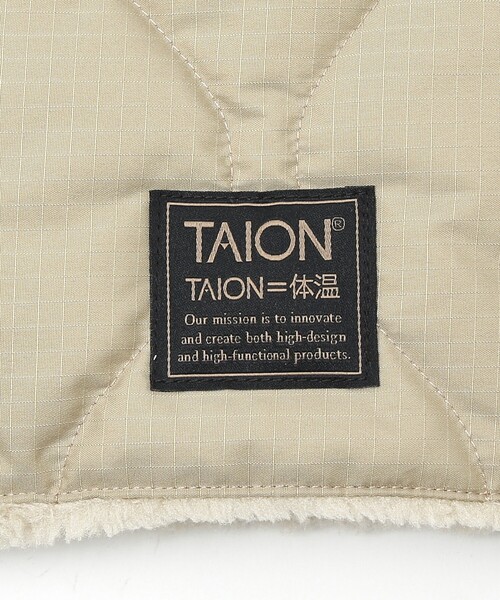 TAION®
TAION=体温
Our mission is to innovate
and create both high-design
and high-functional products.